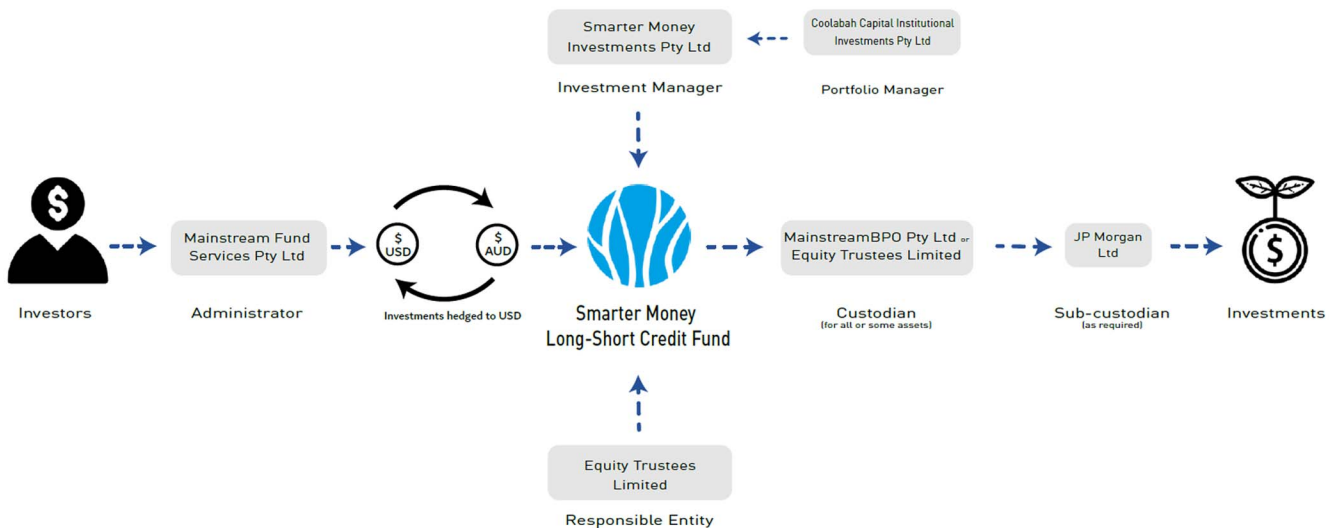 Smarter Money
Investments Pty Ltd
Investment Manager
Coolabah Capital Institutional
Investments Pty Ltd
Portfolio Manager
$
Investors
Mainstream Fund
Services Pty Ltd
Administrator
$
USD
$
AUD
Investments hedged to USD
Smarter Money
Long-Short Credit Fund
MainstreamBPO Pty Ltd or
Equity Trustees Limited
Custodian
(for all or some assets)
JP Morgan
Ltd
Sub-custodian
(as required)
$
Investments
Equity Trustees
Limited
Responsible Entity